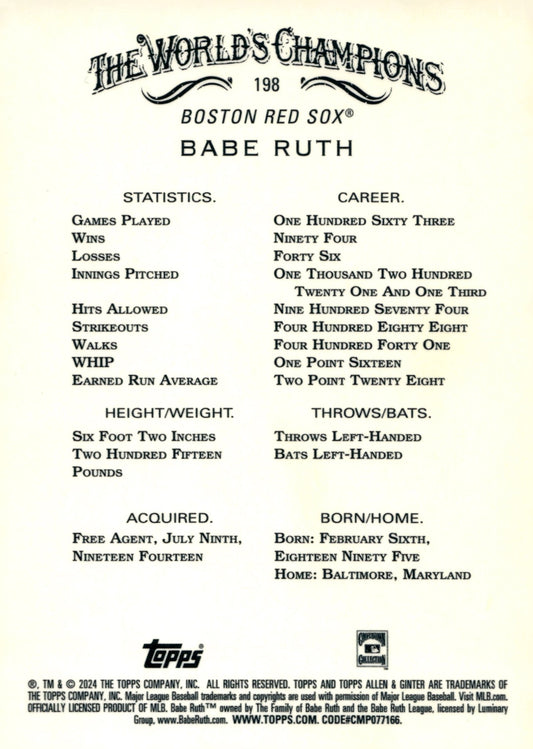 THE WORLD'S CHAMPIONS
198
BOSTON RED SOX®
BABE RUTH
STATISTICS. CAREER.
GAMES PLAYED ONE HUNDRED SIXTY THREE
WINS NINETY FOUR
LOSSES FORTY SIX
INNINGS PITCHED ONE THOUSAND TWO HUNDRED
TWENTY ONE AND ONE THIRD
HITS ALLOWED NINE HUNDRED SEVENTY FOUR
STRIKEOUTS FOUR HUNDRED EIGHTY EIGHT
WALKS FOUR HUNDRED FORTY ONE
WHIP ONE POINT SIXTEEN
EARNED RUN AVERAGE TWO POINT TWENTY EIGHT
HEIGHT/WEIGHT. THROWS/BATS.
SIX FOOT TWO INCHES THROWS LEFT-HANDED
TWO HUNDRED FIFTEEN BATS LEFT-HANDED
POUNDS
ACQUIRED. BORN/HOME.
FREE AGENT, JULY NINTH, BORN: FEBRUARY SIXTH,
NINETEEN FOURTEEN EIGHTEEN NINETY FIVE
HOME: BALTIMORE, MARYLAND
topps® COOPERSTOWN
COLLECTION
®, TM & © 2024 THE TOPPS COMPANY, INC. ALL RIGHTS RESERVED. TOPPS AND TOPPS ALLEN & GINTER ARE TRADEMARKS OF
THE TOPPS COMPANY, INC. Major League Baseball trademarks and copyrights are used with permission of Major League Baseball. Visit MLB.com.
OFFICIALLY LICENSED PRODUCT OF MLB. Babe Ruth™ owned by The Family of Babe Ruth and the Babe Ruth League, licensed by Luminary
Group, www.BabeRuth.com. WWW.TOPPS.COM. CODE#CMP077166.